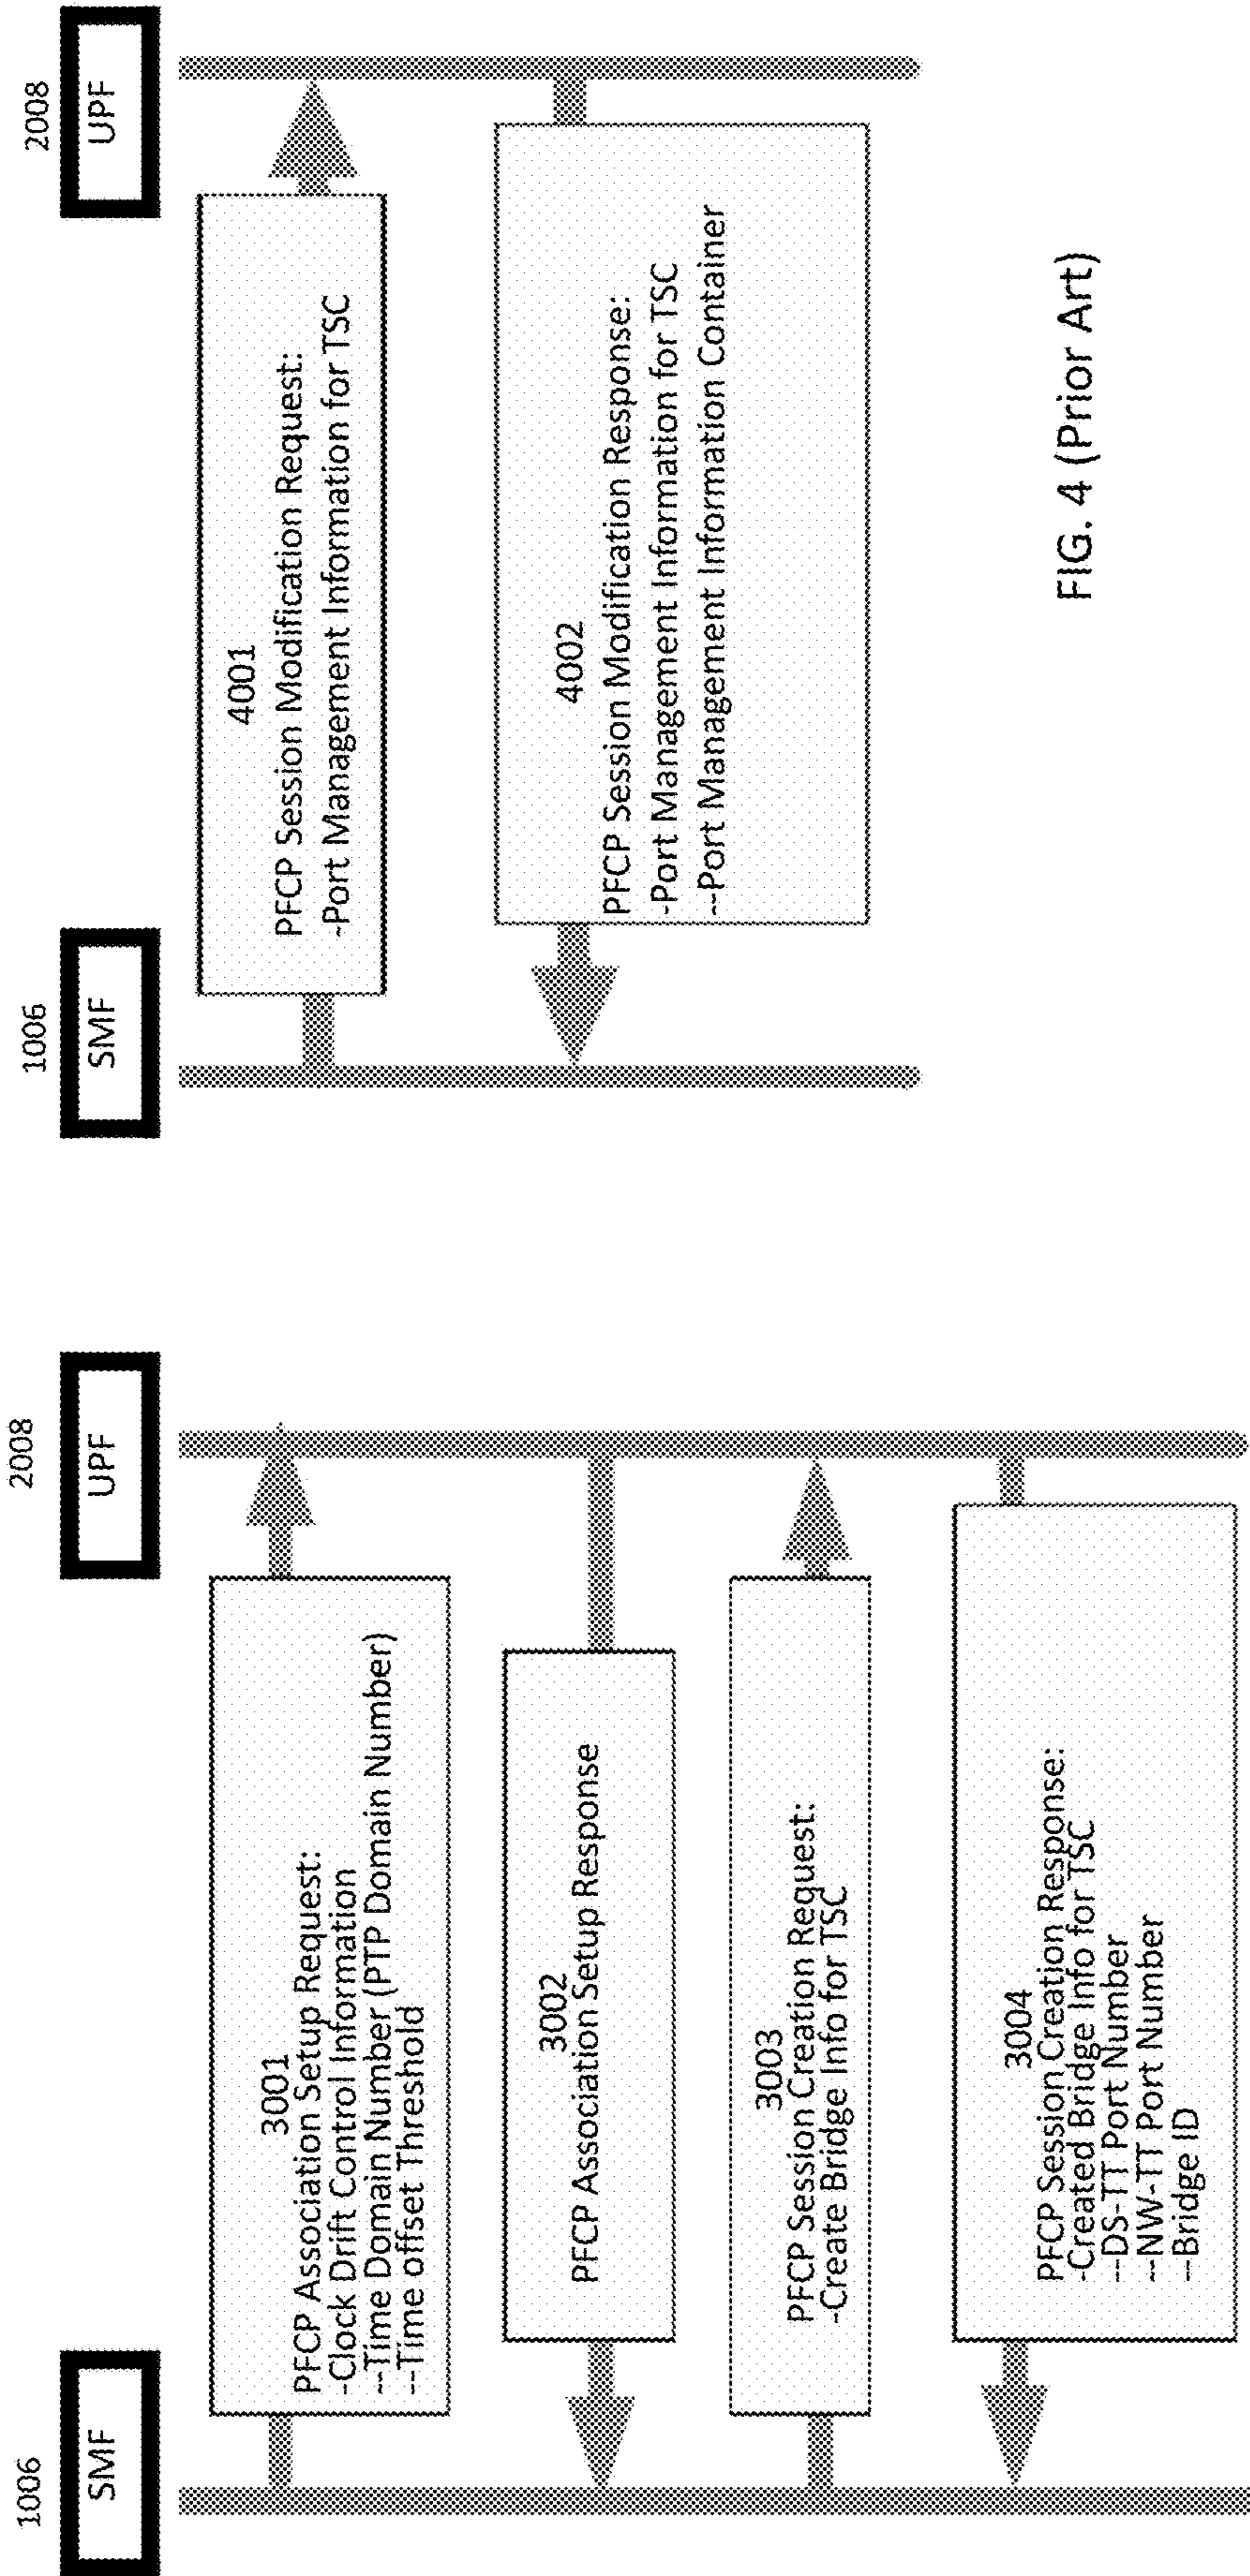 1006
SMF
2008
UPF
3001
PFCP Association Setup Request:
-Clock Drift Control Information
--Time Domain Number (PTP Domain Number)
--Time offset Threshold
3002
PFCP Association Setup Response
3003
PFCP Session Creation Request:
-Create Bridge Info for TSC
3004
PFCP Session Creation Response:
-Created Bridge Info for TSC
--DS-TT Port Number
--NW-TT Port Number
--Bridge ID
1006
SMF
2008
UPF
4001
PFCP Session Modification Request:
-Port Management Information for TSC
4002
PFCP Session Modification Response:
-Port Management Information for TSC
--Port Management Information Container
FIG. 4 (Prior Art)